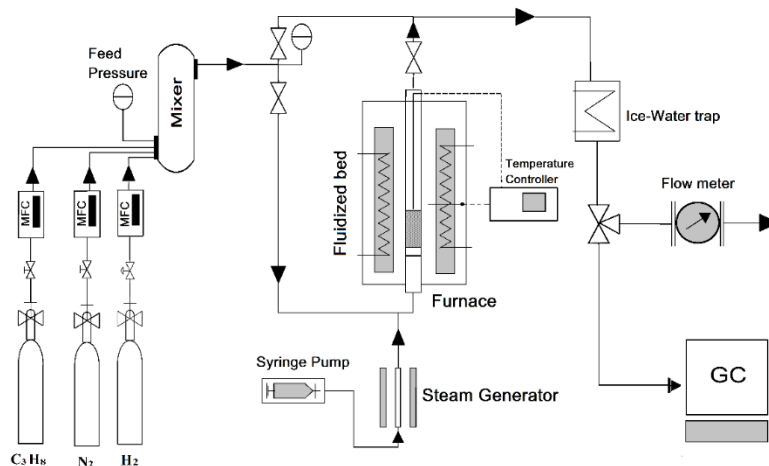 Feed
Pressure
Mixer
MFC
MFC
MFC
C₃H₈
N₂
H₂
Fluidized bed
Temperature
Controller
Furnace
Syringe Pump
Steam Generator
Ice-Water trap
Flow meter
GC